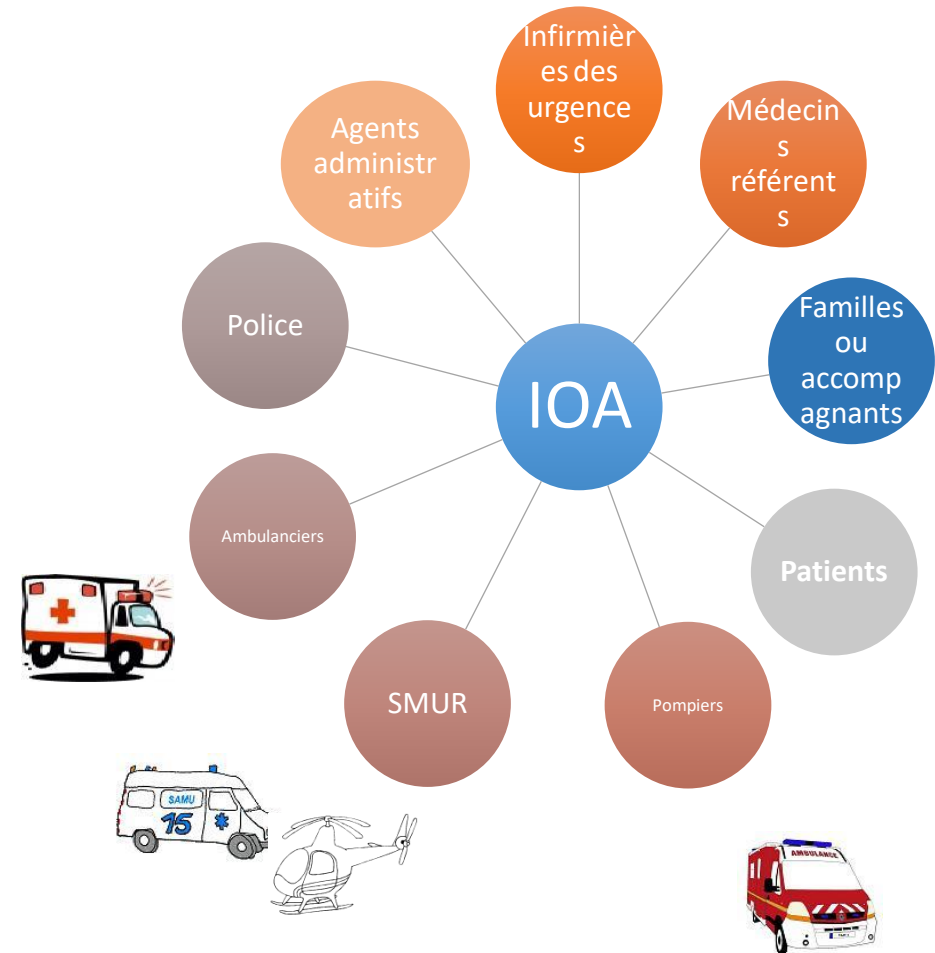 Infirmièr
es des
urgence
s
Médecin
s
référent
s
Agents
administr
atifs
Familles
ou
accomp
agnants
Police
IOA
Ambulanciers
Patients
SMUR
Pompiers
SAMU
15
AMBULANCE